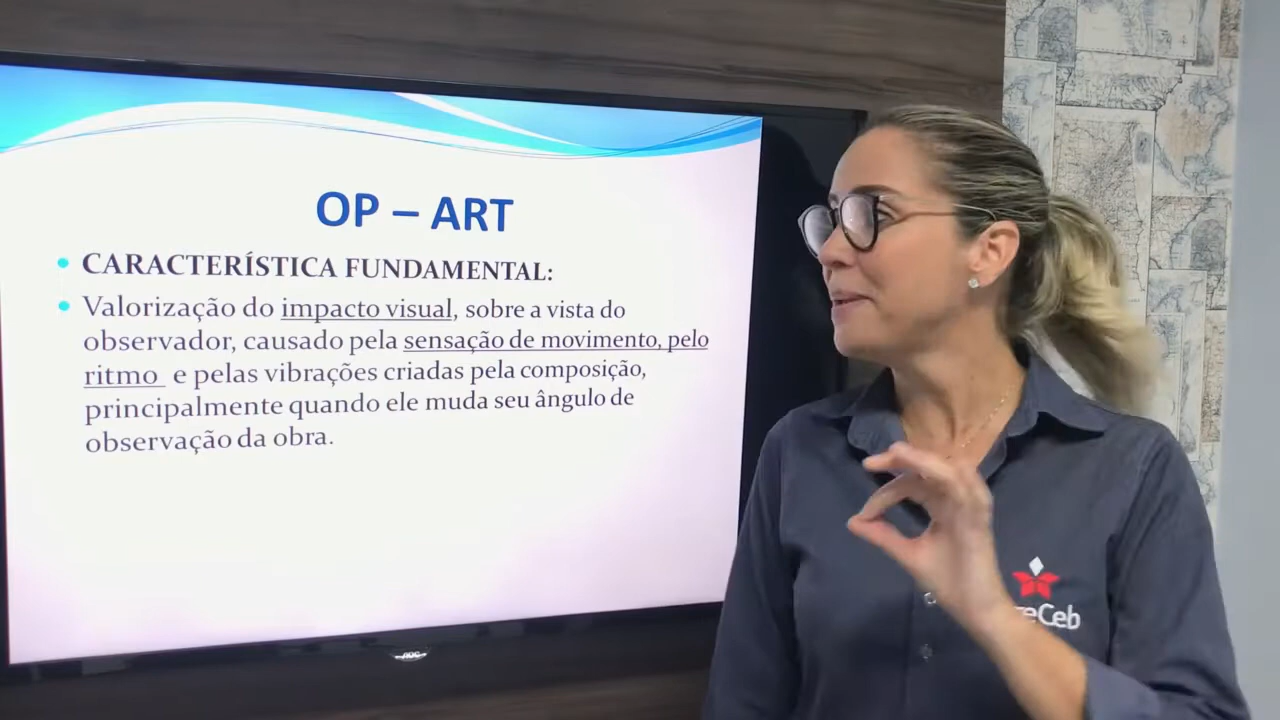 OP – ART
CARACTERÍSTICA FUNDAMENTAL:
Valorização do impacto visual, sobre a vista do
observador, causado pela sensação de movimento, pelo
ritmo e pelas vibrações criadas pela composição,
principalmente quando ele muda seu ângulo de
observação da obra.
AOC